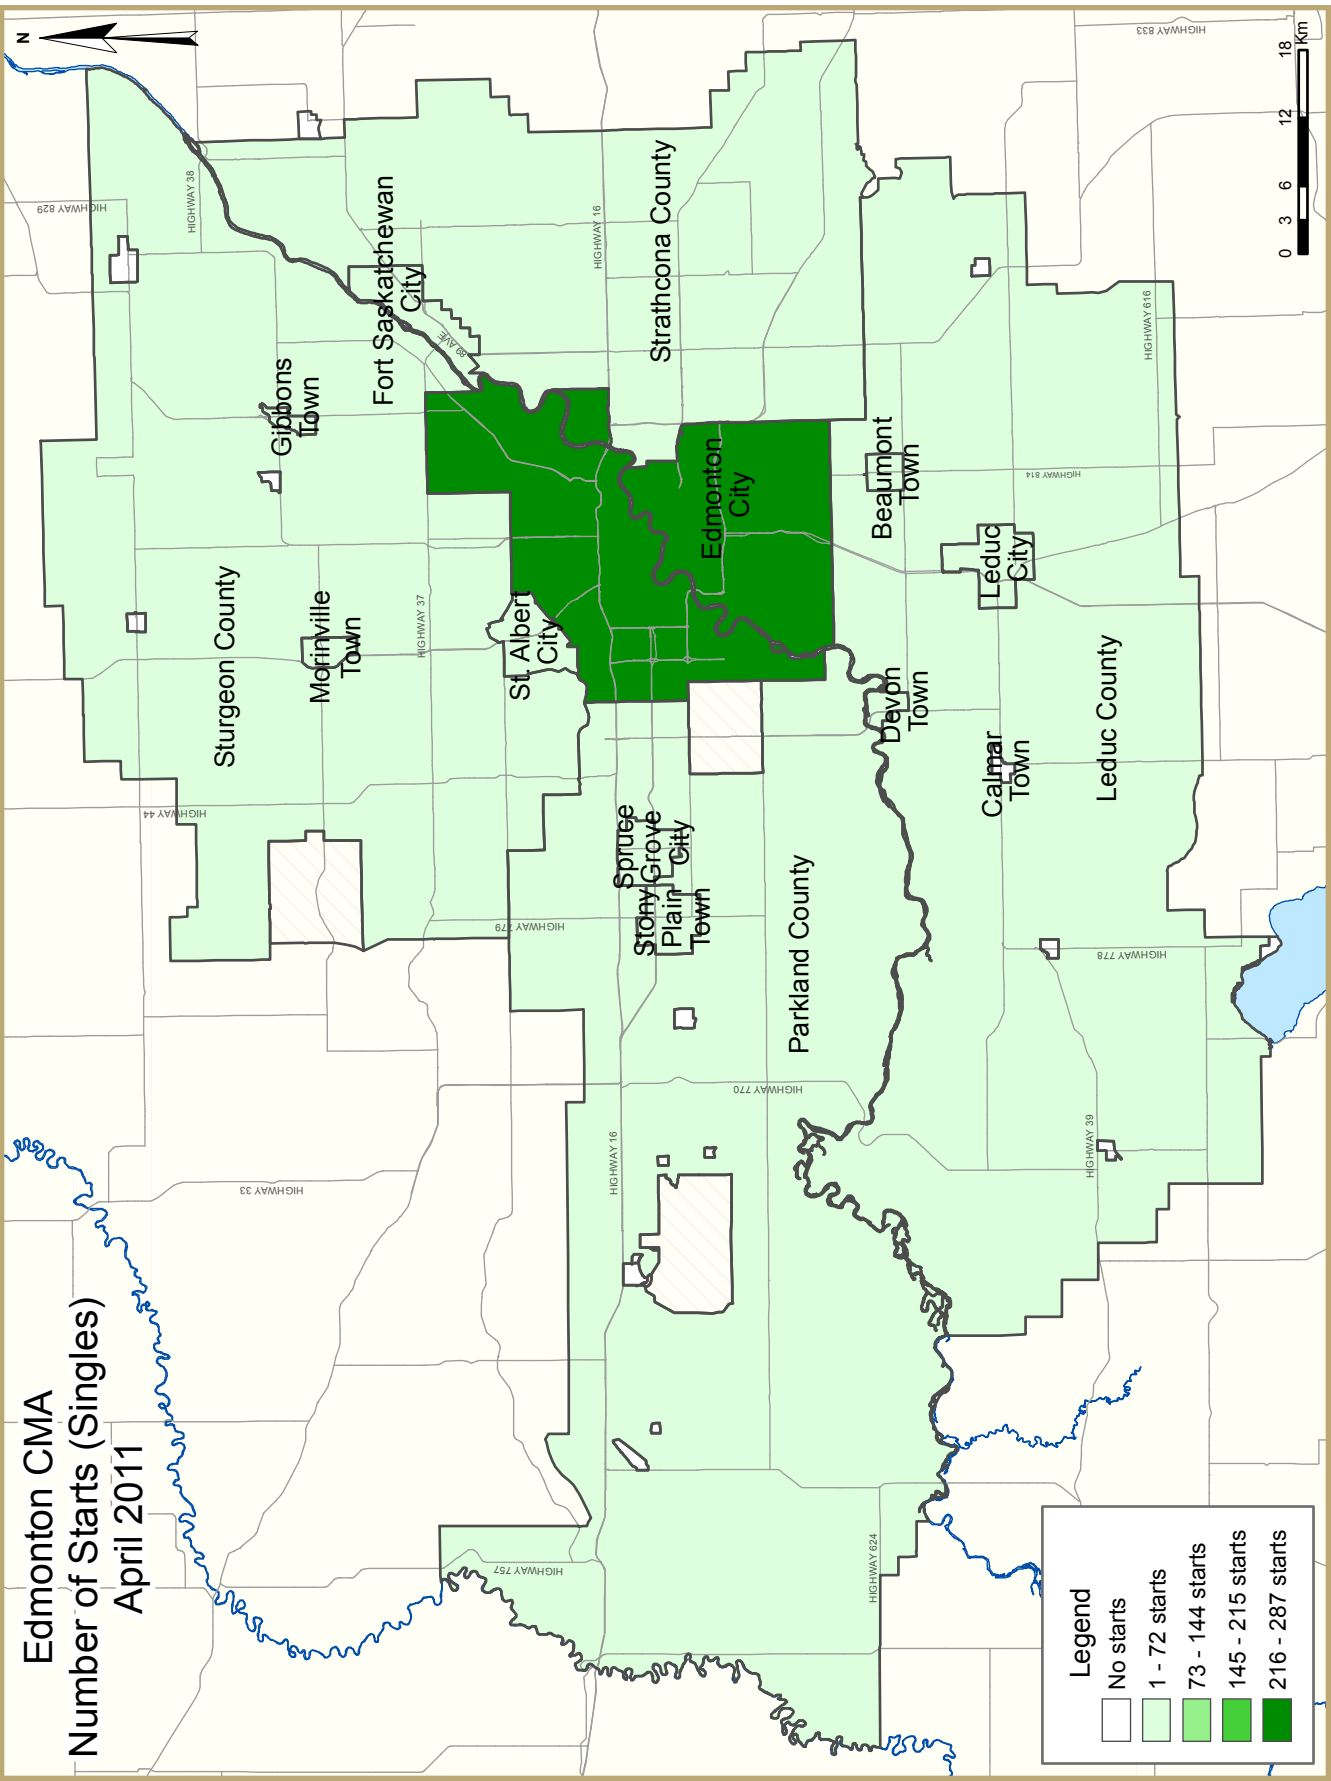 Edmonton CMA
Number of Starts (Singles)
April 2011
N
HIGHWAY 829
HIGHWAY 38
HIGHWAY 833
Fort Saskatchewan
City
89 AVE
Gibbons
Town
Sturgeon County
Morinville
Town
HIGHWAY 37
HIGHWAY 44
St. Albert
City
HIGHWAY 779
HIGHWAY 33
HIGHWAY 16
Strathcona County
Edmonton
City
Spruce
Grove
City
Stony
Plain
Town
Parkland County
HIGHWAY 770
HIGHWAY 16
HIGHWAY 757
HIGHWAY 624
Beaumont
Town
HIGHWAY 814
HIGHWAY 616
Leduc
City
Devon
Town
Calmar
Town
Leduc County
HIGHWAY 778
HIGHWAY 39
Legend
No starts
1 - 72 starts
73 - 144 starts
145 - 215 starts
216 - 287 starts
0 3 6 12 18
Km